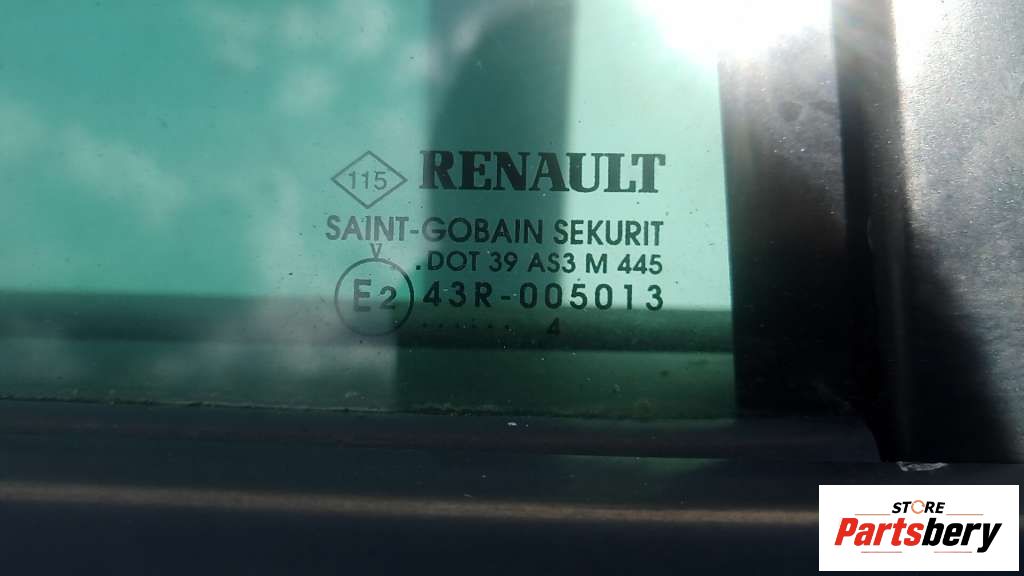 115 RENAULT
SAINT-GOBAIN SEKURIT
V .DOT 39 AS3 M 445
E2 43R-005013
....... 4
STORE
Partsbery